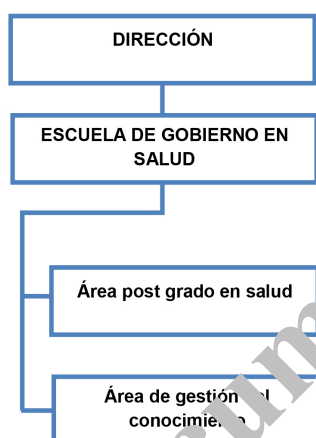 DIRECCIÓN
ESCUELA DE GOBIERNO EN
SALUD
Área post grado en salud
Área de gestión